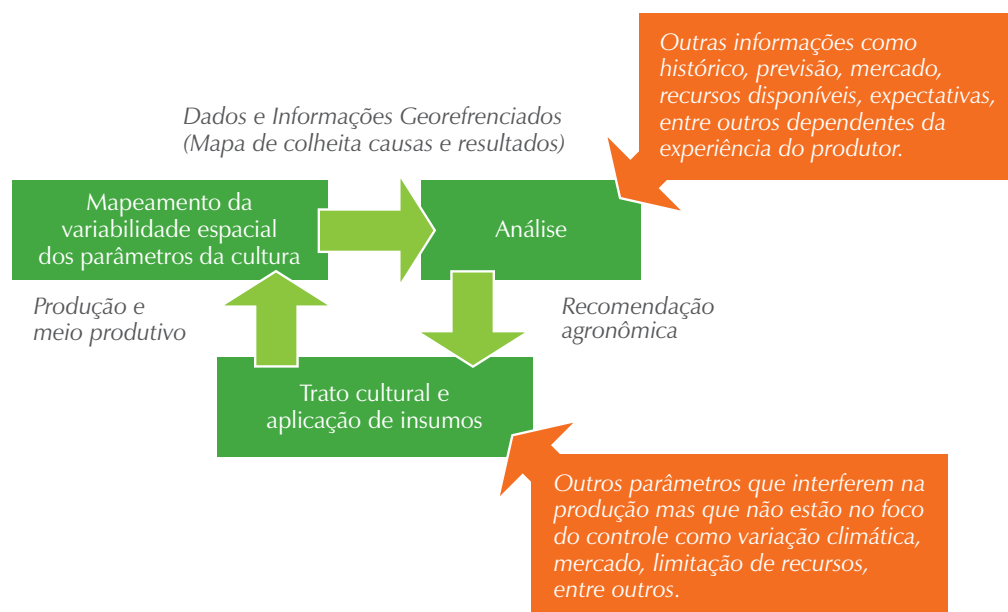 Outras informações como
histórico, previsão, mercado,
recursos disponíveis, expectativas,
entre outros dependentes da
experiência do produtor.
Dados e Informações Georefrenciados
(Mapa de colheita causas e resultados)
Mapeamento da
variabilidade espacial
dos parâmetros da cultura
Análise
Produção e
meio produtivo
Recomendação
agronômica
Trato cultural e
aplicação de insumos
Outros parâmetros que interferem na
produção mas que não estão no foco
do controle como variação climática,
mercado, limitação de recursos,
entre outros.